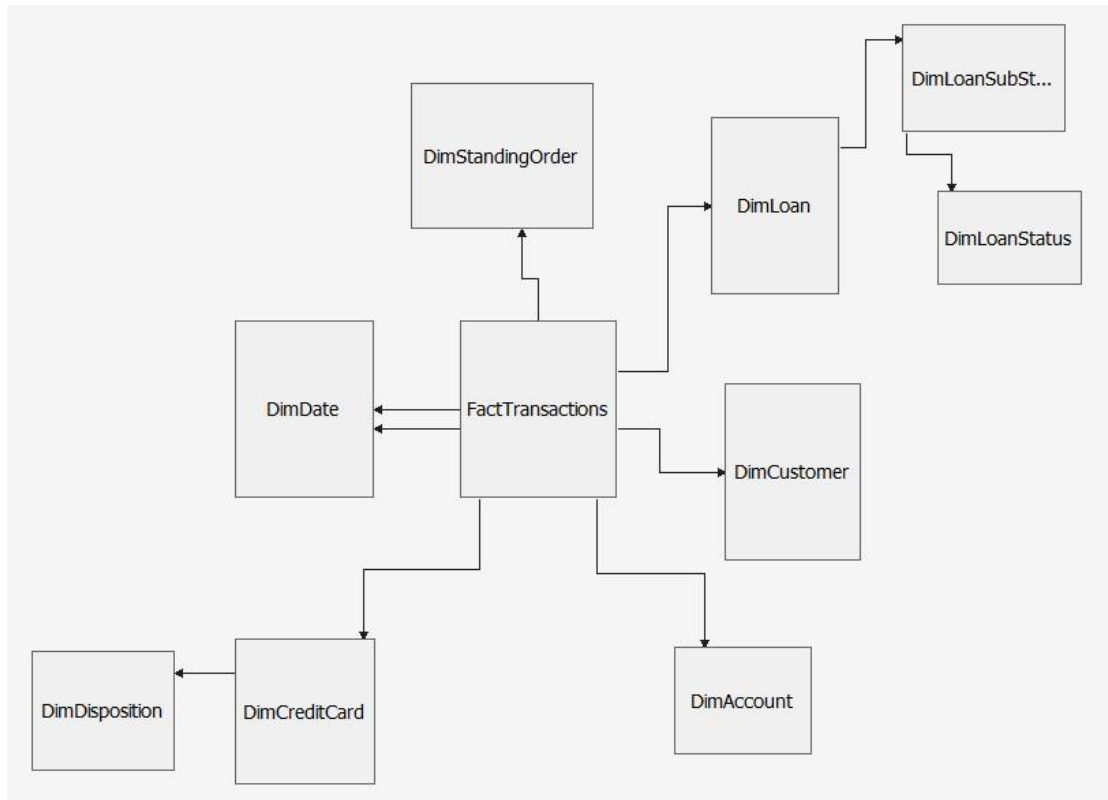 DimLoanSubSt...
DimStandingOrder
DimLoan
DimLoanStatus
DimDate
FactTransactions
DimCustomer
DimDisposition
DimCreditCard
DimAccount